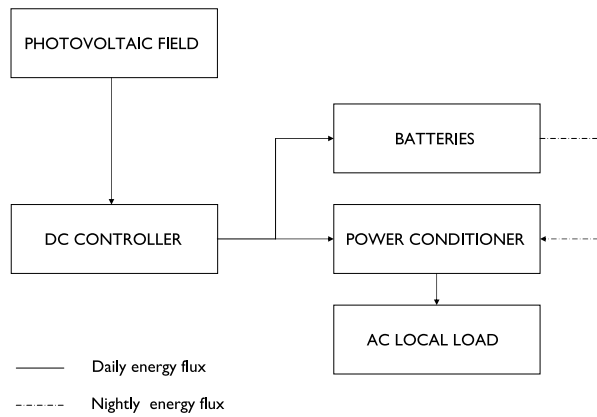 PHOTOVOLTAIC FIELD
BATTERIES
DC CONTROLLER
POWER CONDITIONER
AC LOCAL LOAD
Daily energy flux
Nightly energy flux